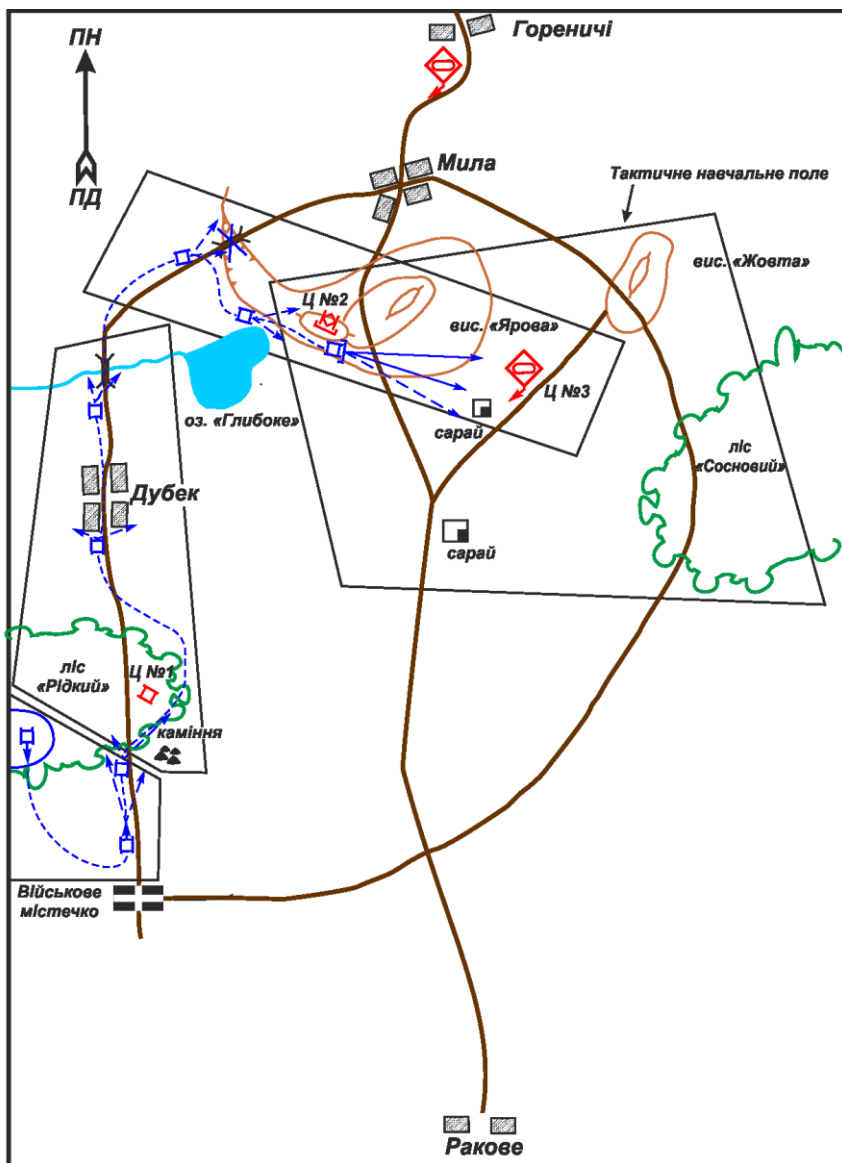 ПН
ПД
Гореничі
Мила
Тактичне навчальне поле
вис. «Жовта»
Ц №2
вис. «Ярова»
Ц №3
оз. «Глибоке»
сарай
ліс
«Сосновий»
Дубек
сарай
ліс
«Рідкий»
Ц №1
каміння
Військове
містечко
Ракове